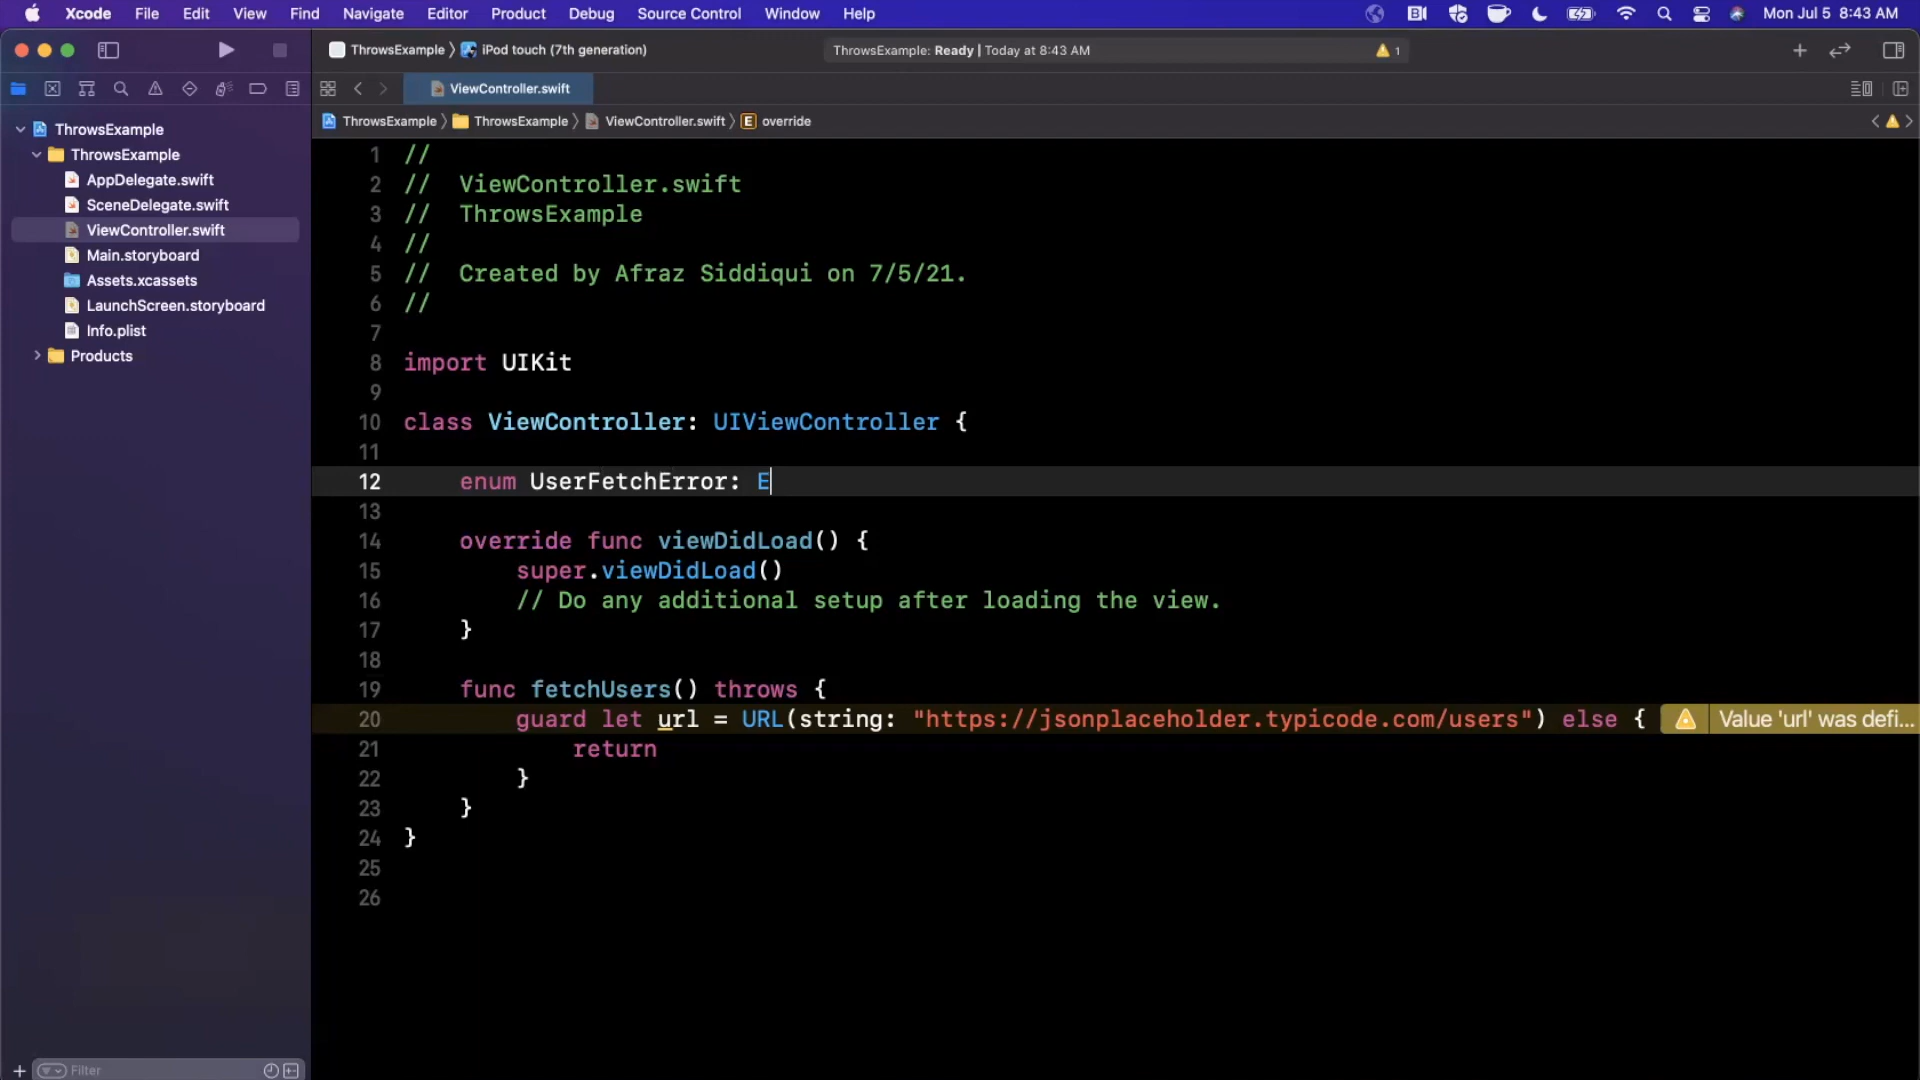 Xcode File Edit View Find Navigate Editor Product Debug Source Control Window Help Mon Jul 5 8:43 AM
ThrowsExample iPod touch (7th generation) ThrowsExample: Ready | Today at 8:43 AM 1
ViewController.swift
ThrowsExample ThrowsExample ViewController.swift E override
ThrowsExample
ThrowsExample
AppDelegate.swift
SceneDelegate.swift
ViewController.swift
Main.storyboard
Assets.xcassets
LaunchScreen.storyboard
Info.plist
Products
Filter
1 //
2 //  ViewController.swift
3 //  ThrowsExample
4 //
5 //  Created by Afraz Siddiqui on 7/5/21.
6 //
7
8 import UIKit
9
10 class ViewController: UIViewController {
11
12     enum UserFetchError: E
13
14     override func viewDidLoad() {
15         super.viewDidLoad()
16         // Do any additional setup after loading the view.
17     }
18
19     func fetchUsers() throws {
20         guard let url = URL(string: "https://jsonplaceholder.typicode.com/users") else { Value 'url' was defi...
21             return
22         }
23     }
24 }
25
26